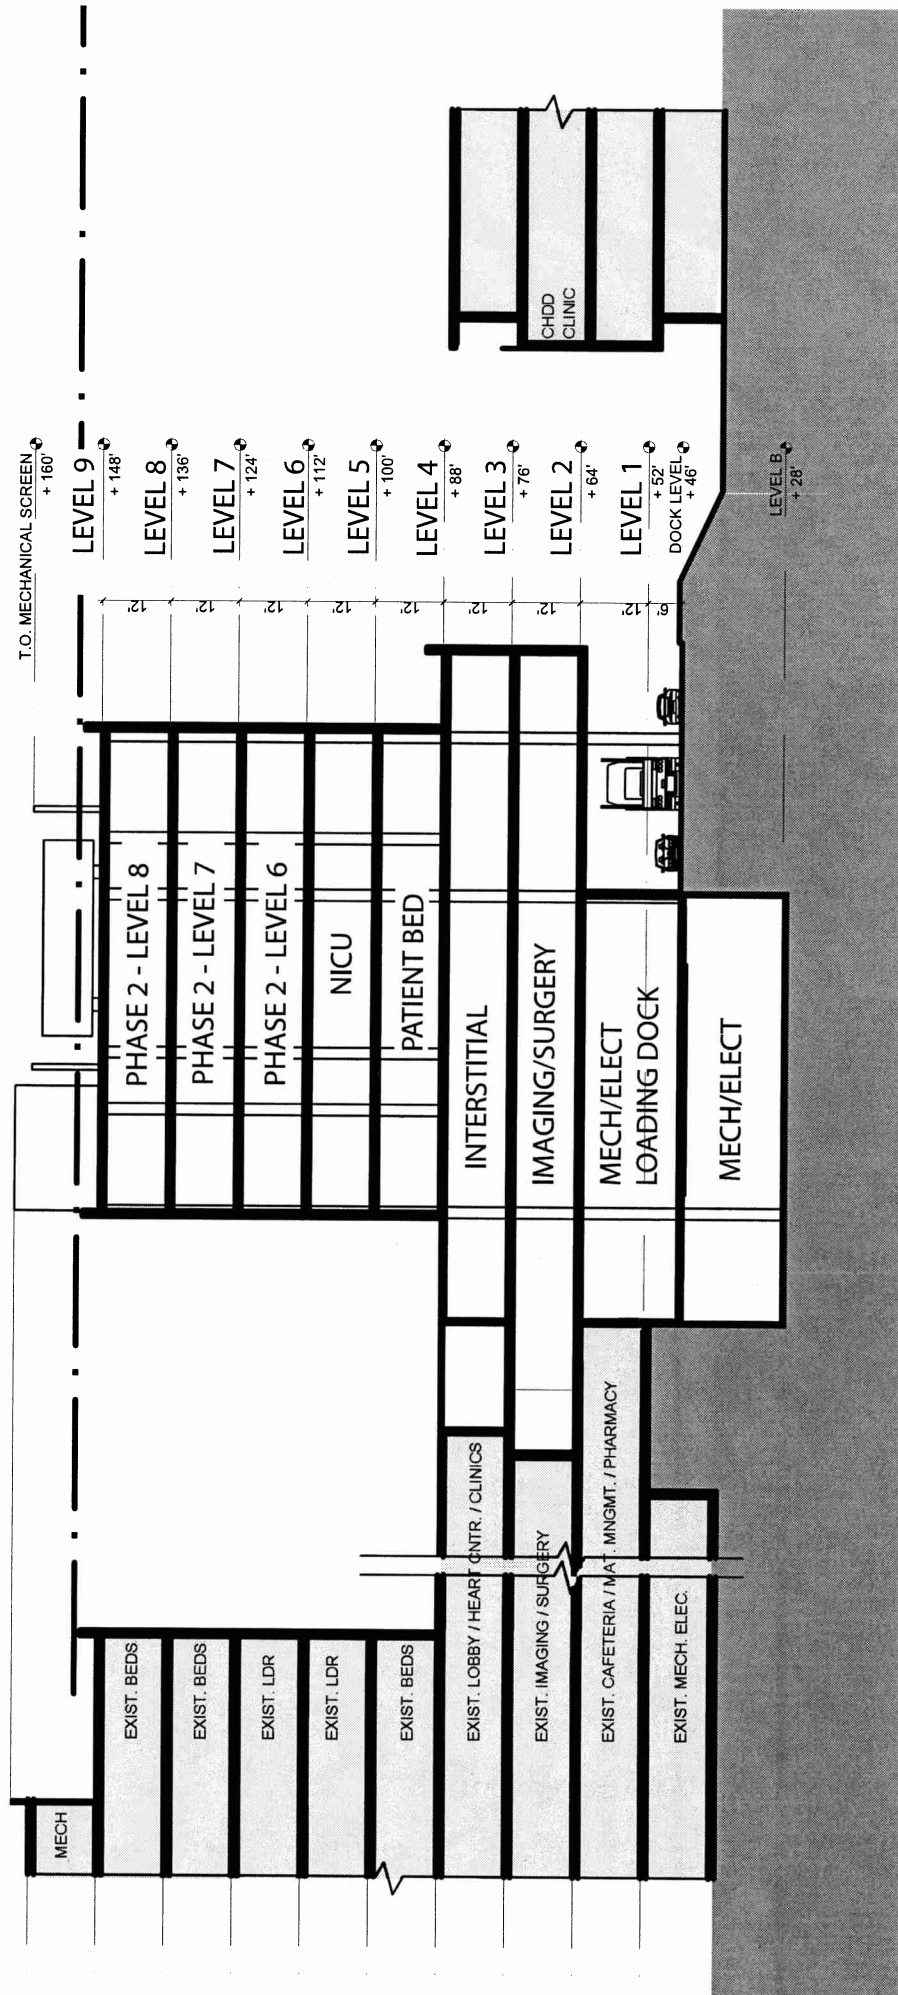 T.O. MECHANICAL SCREEN
+ 160'
LEVEL 9
+ 148'
LEVEL 8
+ 136'
LEVEL 7
+ 124'
LEVEL 6
+ 112'
LEVEL 5
+ 100'
LEVEL 4
+ 88'
LEVEL 3
+ 76'
LEVEL 2
+ 64'
LEVEL 1
+ 52'
DOCK LEVEL
+ 46'
LEVEL B
+ 28'
12'
12'
12'
12'
12'
12'
12'
12'
6'
MECH
EXIST. BEDS
EXIST. BEDS
EXIST. LDR
EXIST. LDR
EXIST. BEDS
EXIST. LOBBY / HEART CNTR. / CLINICS
EXIST. IMAGING / SURGERY
EXIST. CAFETERIA / MAT. MNGMT. / PHARMACY
EXIST. MECH. ELEC.
PHASE 2 - LEVEL 8
PHASE 2 - LEVEL 7
PHASE 2 - LEVEL 6
NICU
PATIENT BED
INTERSTITIAL
IMAGING/SURGERY
MECH/ELECT
LOADING DOCK
MECH/ELECT
CHDD
CLINIC